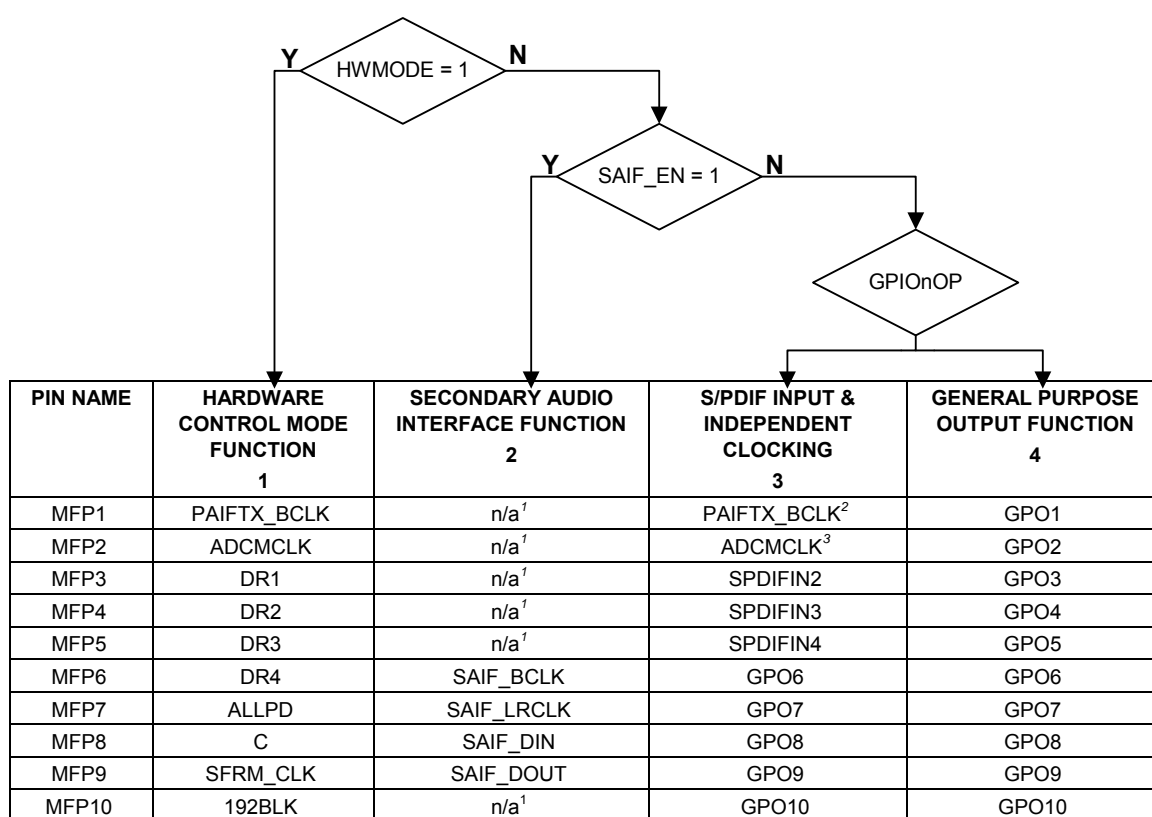 Y
HWMODE = 1
N
Y
SAIF_EN = 1
N
GPIOnOP
PIN NAME
HARDWARE
CONTROL MODE
FUNCTION
1
SECONDARY AUDIO
INTERFACE FUNCTION
2
S/PDIF INPUT &
INDEPENDENT
CLOCKING
3
GENERAL PURPOSE
OUTPUT FUNCTION
4
MFP1 PAIFTX_BCLK n/a¹ PAIFTX_BCLK² GPO1
MFP2 ADCMCLK n/a¹ ADCMCLK³ GPO2
MFP3 DR1 n/a¹ SPDIFIN2 GPO3
MFP4 DR2 n/a¹ SPDIFIN3 GPO4
MFP5 DR3 n/a¹ SPDIFIN4 GPO5
MFP6 DR4 SAIF_BCLK GPO6 GPO6
MFP7 ALLPD SAIF_LRCLK GPO7 GPO7
MFP8 C SAIF_DIN GPO8 GPO8
MFP9 SFRM_CLK SAIF_DOUT GPO9 GPO9
MFP10 192BLK n/a¹ GPO10 GPO10